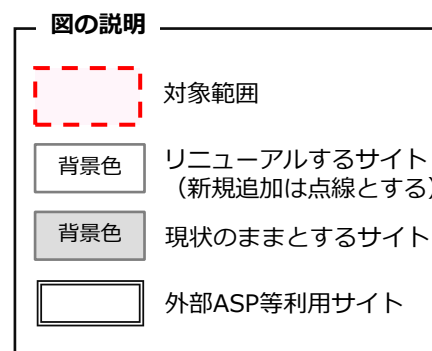 図の説明
対象範囲
背景色
リニューアルするサイト
（新規追加は点線とする）
背景色
現状のままとするサイト
外部ASP等利用サイト